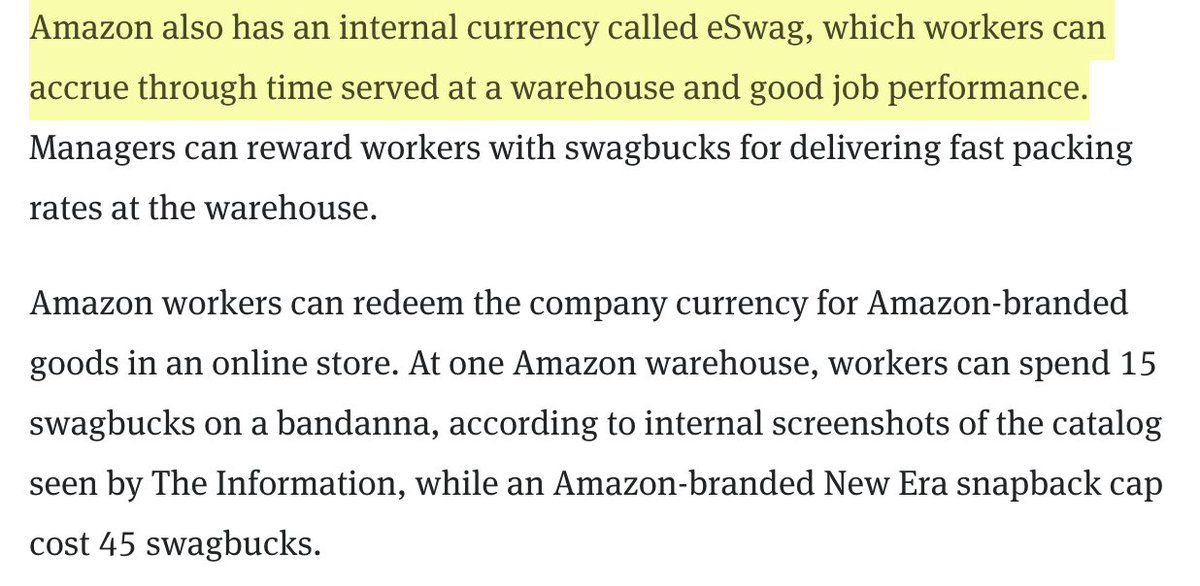 Amazon also has an internal currency called eSwag, which workers can
accrue through time served at a warehouse and good job performance.
Managers can reward workers with swagbucks for delivering fast packing
rates at the warehouse.
Amazon workers can redeem the company currency for Amazon-branded
goods in an online store. At one Amazon warehouse, workers can spend 15
swagbucks on a bandanna, according to internal screenshots of the catalog
seen by The Information, while an Amazon-branded New Era snapback cap
cost 45 swagbucks.